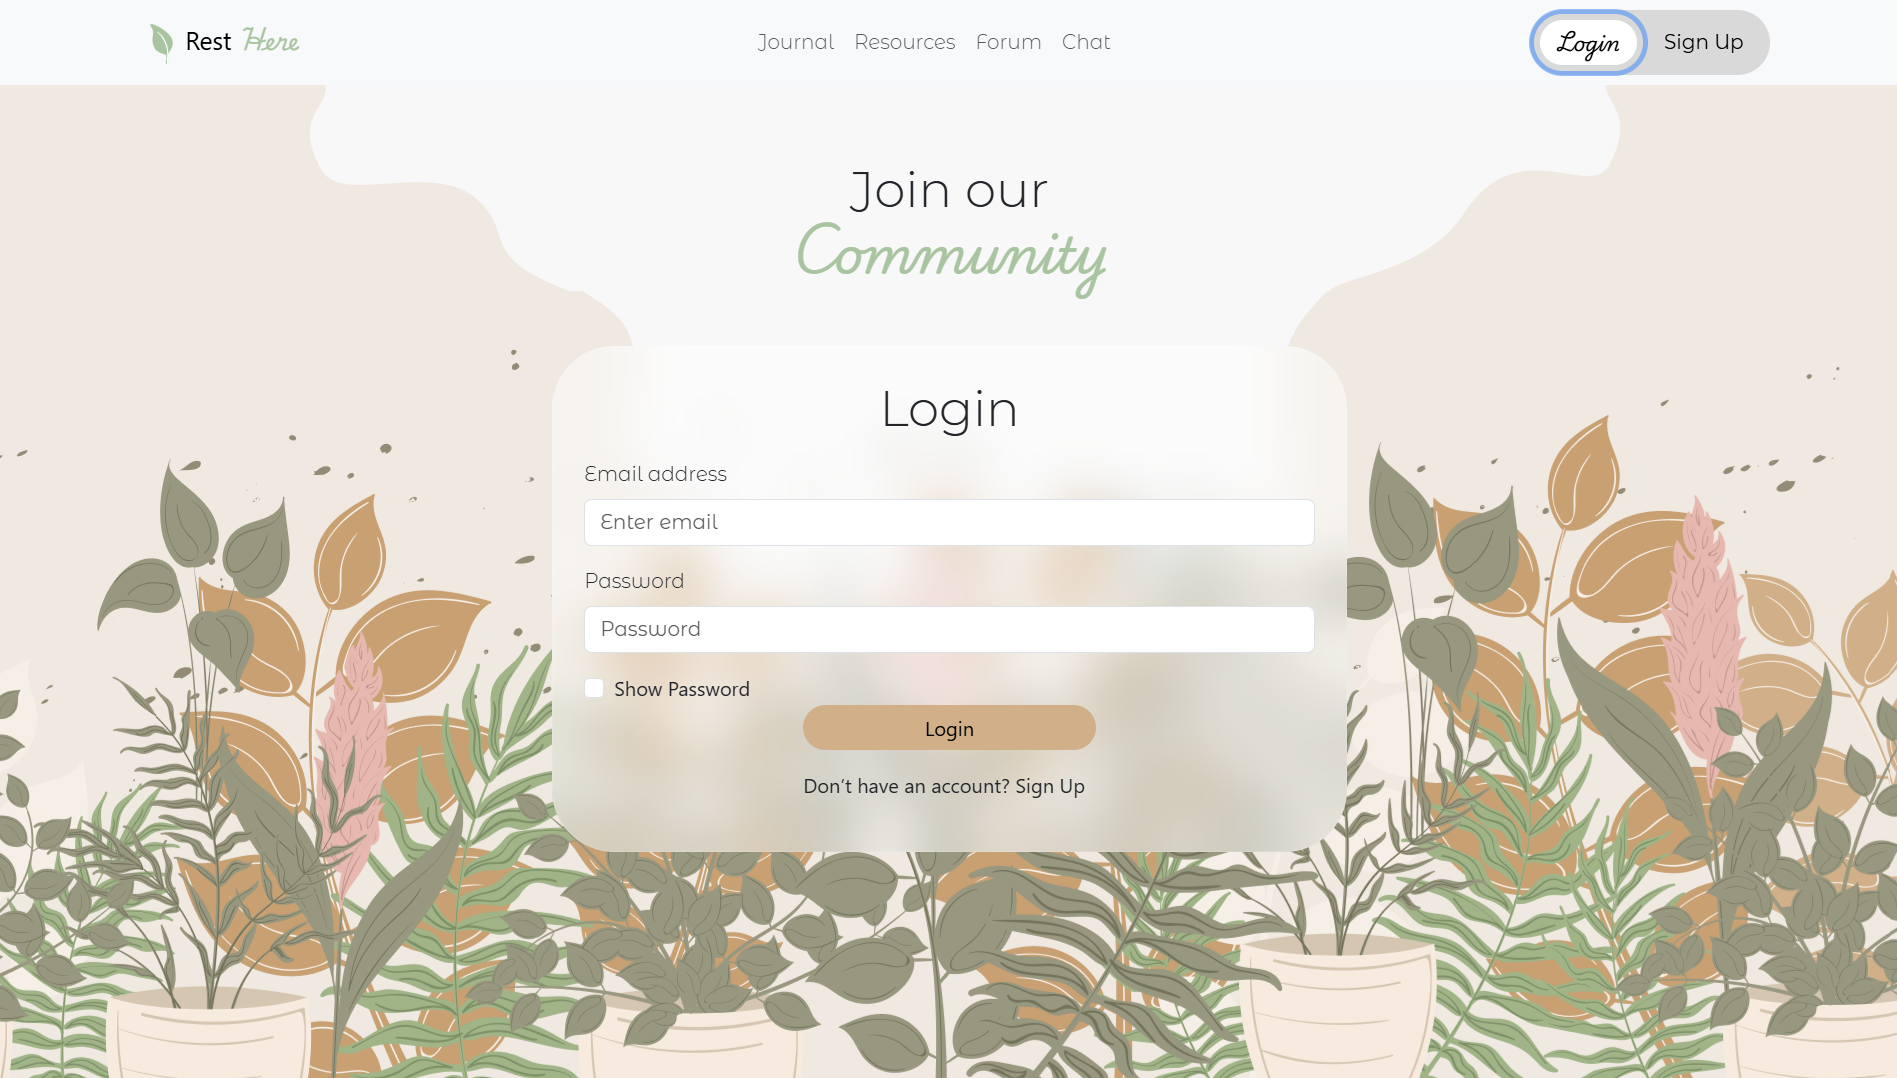 Rest Here
Journal Resources Forum Chat
Login Sign Up
Join our
Community
Login
Email address
Enter email
Password
Password
Show Password
Login
Don't have an account? Sign Up